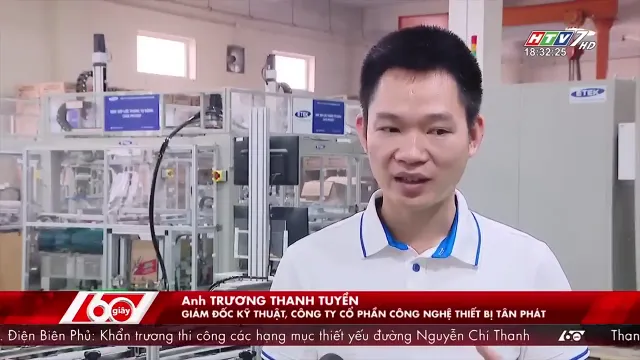 HTV7 HD
18:32:25
ETEK
ETEK
Anh TRƯƠNG THANH TUYỂN
GIÁM ĐỐC KỸ THUẬT, CÔNG TY CỔ PHẦN CÔNG NGHỆ THIẾT BỊ TÂN PHÁT
60 giây
Điện Biên Phủ: Khẩn trương thi công các hạng mục thiết yếu đường Nguyễn Chí Thanh